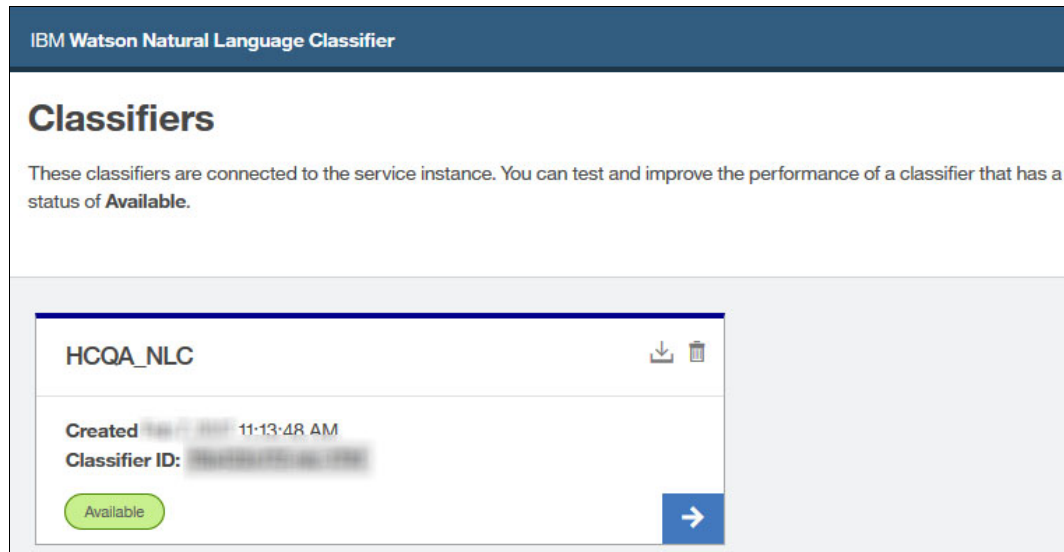 IBM Watson Natural Language Classifier
Classifiers
These classifiers are connected to the service instance. You can test and improve the performance of a classifier that has a
status of Available.
HCQA_NLC
Created 11:13:48 AM
Classifier ID:
Available